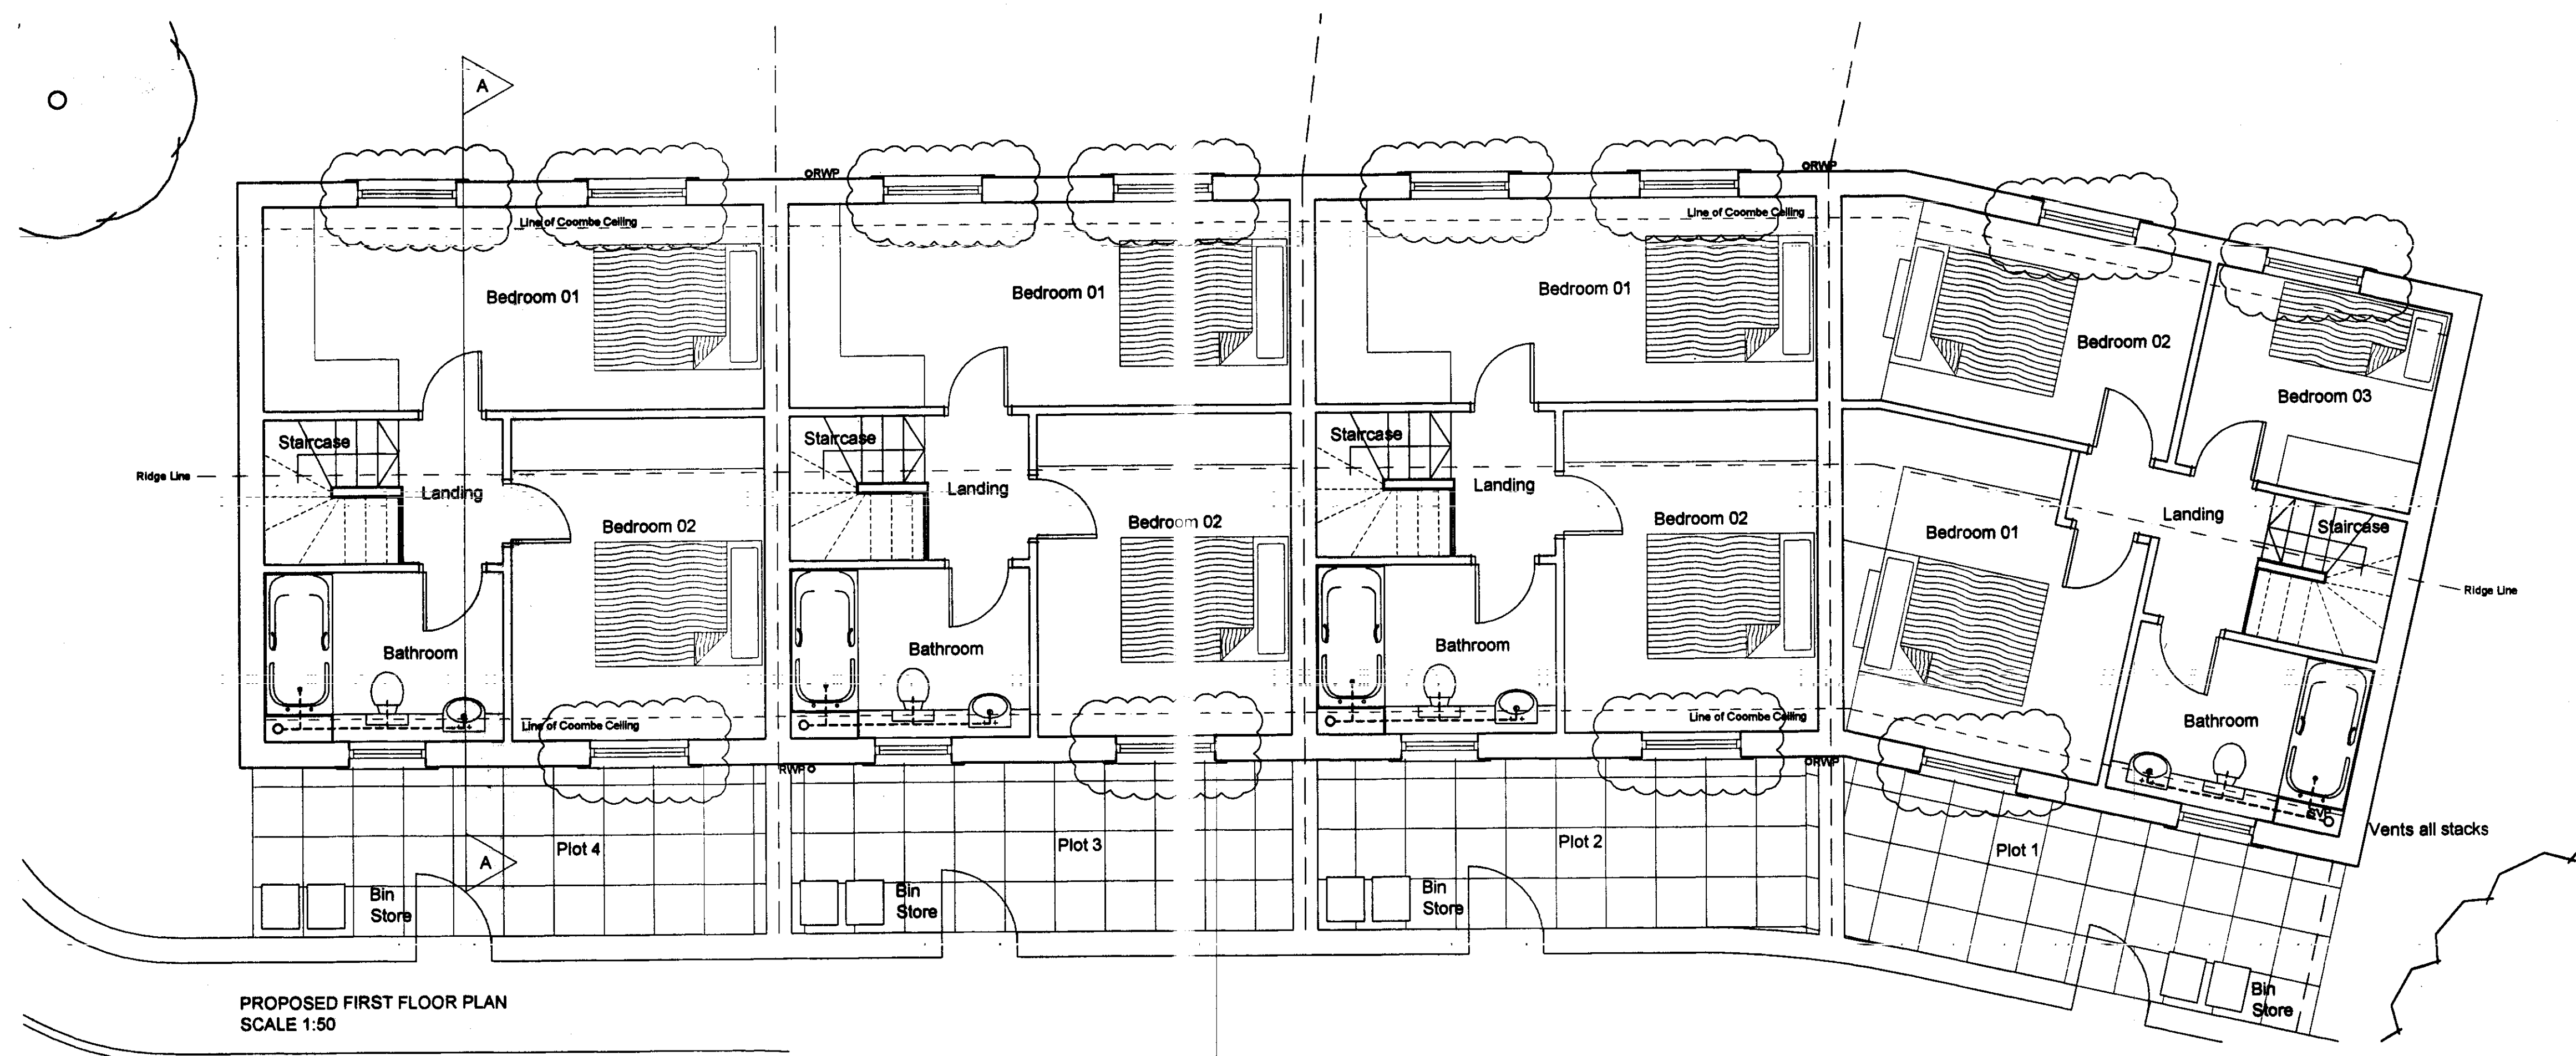 A
RWP
RWP
Line of Coombe Ceiling
Line of Coombe Ceiling
Bedroom 01
Bedroom 01
Bedroom 01
Bedroom 02
Bedroom 03
Staircase
Staircase
Staircase
Ridge Line
Landing
Landing
Landing
Landing
Staircase
Bedroom 02
Bedroom 02
Bedroom 02
Bedroom 01
Ridge Line
Bathroom
Bathroom
Bathroom
Bathroom
Line of Coombe Ceiling
Line of Coombe Ceiling
RWP
RWP
SVP
Vents all stacks
Plot 4
Plot 3
Plot 2
Plot 1
A
Bin
Store
Bin
Store
Bin
Store
Bin
Store
PROPOSED FIRST FLOOR PLAN
SCALE 1:50